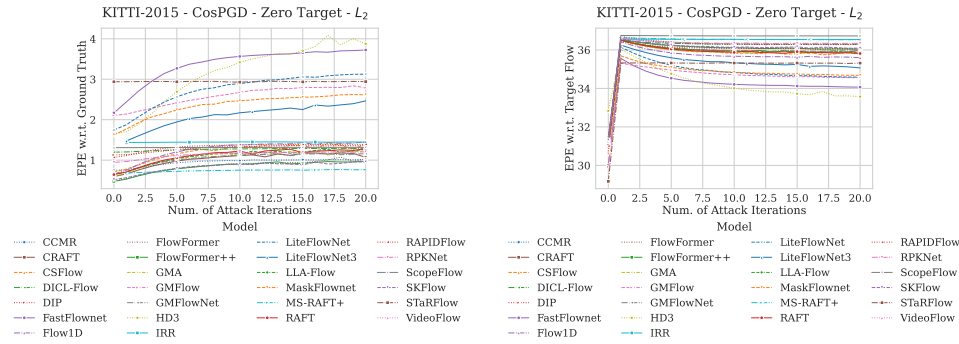 KITTI-2015 - CosPGD - Zero Target - L2
EPE w.r.t. Ground Truth
4
3
2
1
0.0 2.5 5.0 7.5 10.0 12.5 15.0 17.5 20.0
Num. of Attack Iterations
Model
CCMR FlowFormer LiteFlowNet RAPIDFlow
CRAFT FlowFormer++ LiteFlowNet3 RPKNet
CSFlow GMA LLA-Flow ScopeFlow
DICL-Flow GMFlow MaskFlownet SKFlow
DIP GMFlowNet MS-RAFT+ STaRFlow
FastFlownet HD3 RAFT VideoFlow
Flow1D IRR
KITTI-2015 - CosPGD - Zero Target - L2
EPE w.r.t. Target Flow
36
34
32
30
0.0 2.5 5.0 7.5 10.0 12.5 15.0 17.5 20.0
Num. of Attack Iterations
Model
CCMR FlowFormer LiteFlowNet RAPIDFlow
CRAFT FlowFormer++ LiteFlowNet3 RPKNet
CSFlow GMA LLA-Flow ScopeFlow
DICL-Flow GMFlow MaskFlownet SKFlow
DIP GMFlowNet MS-RAFT+ STaRFlow
FastFlownet HD3 RAFT VideoFlow
Flow1D IRR